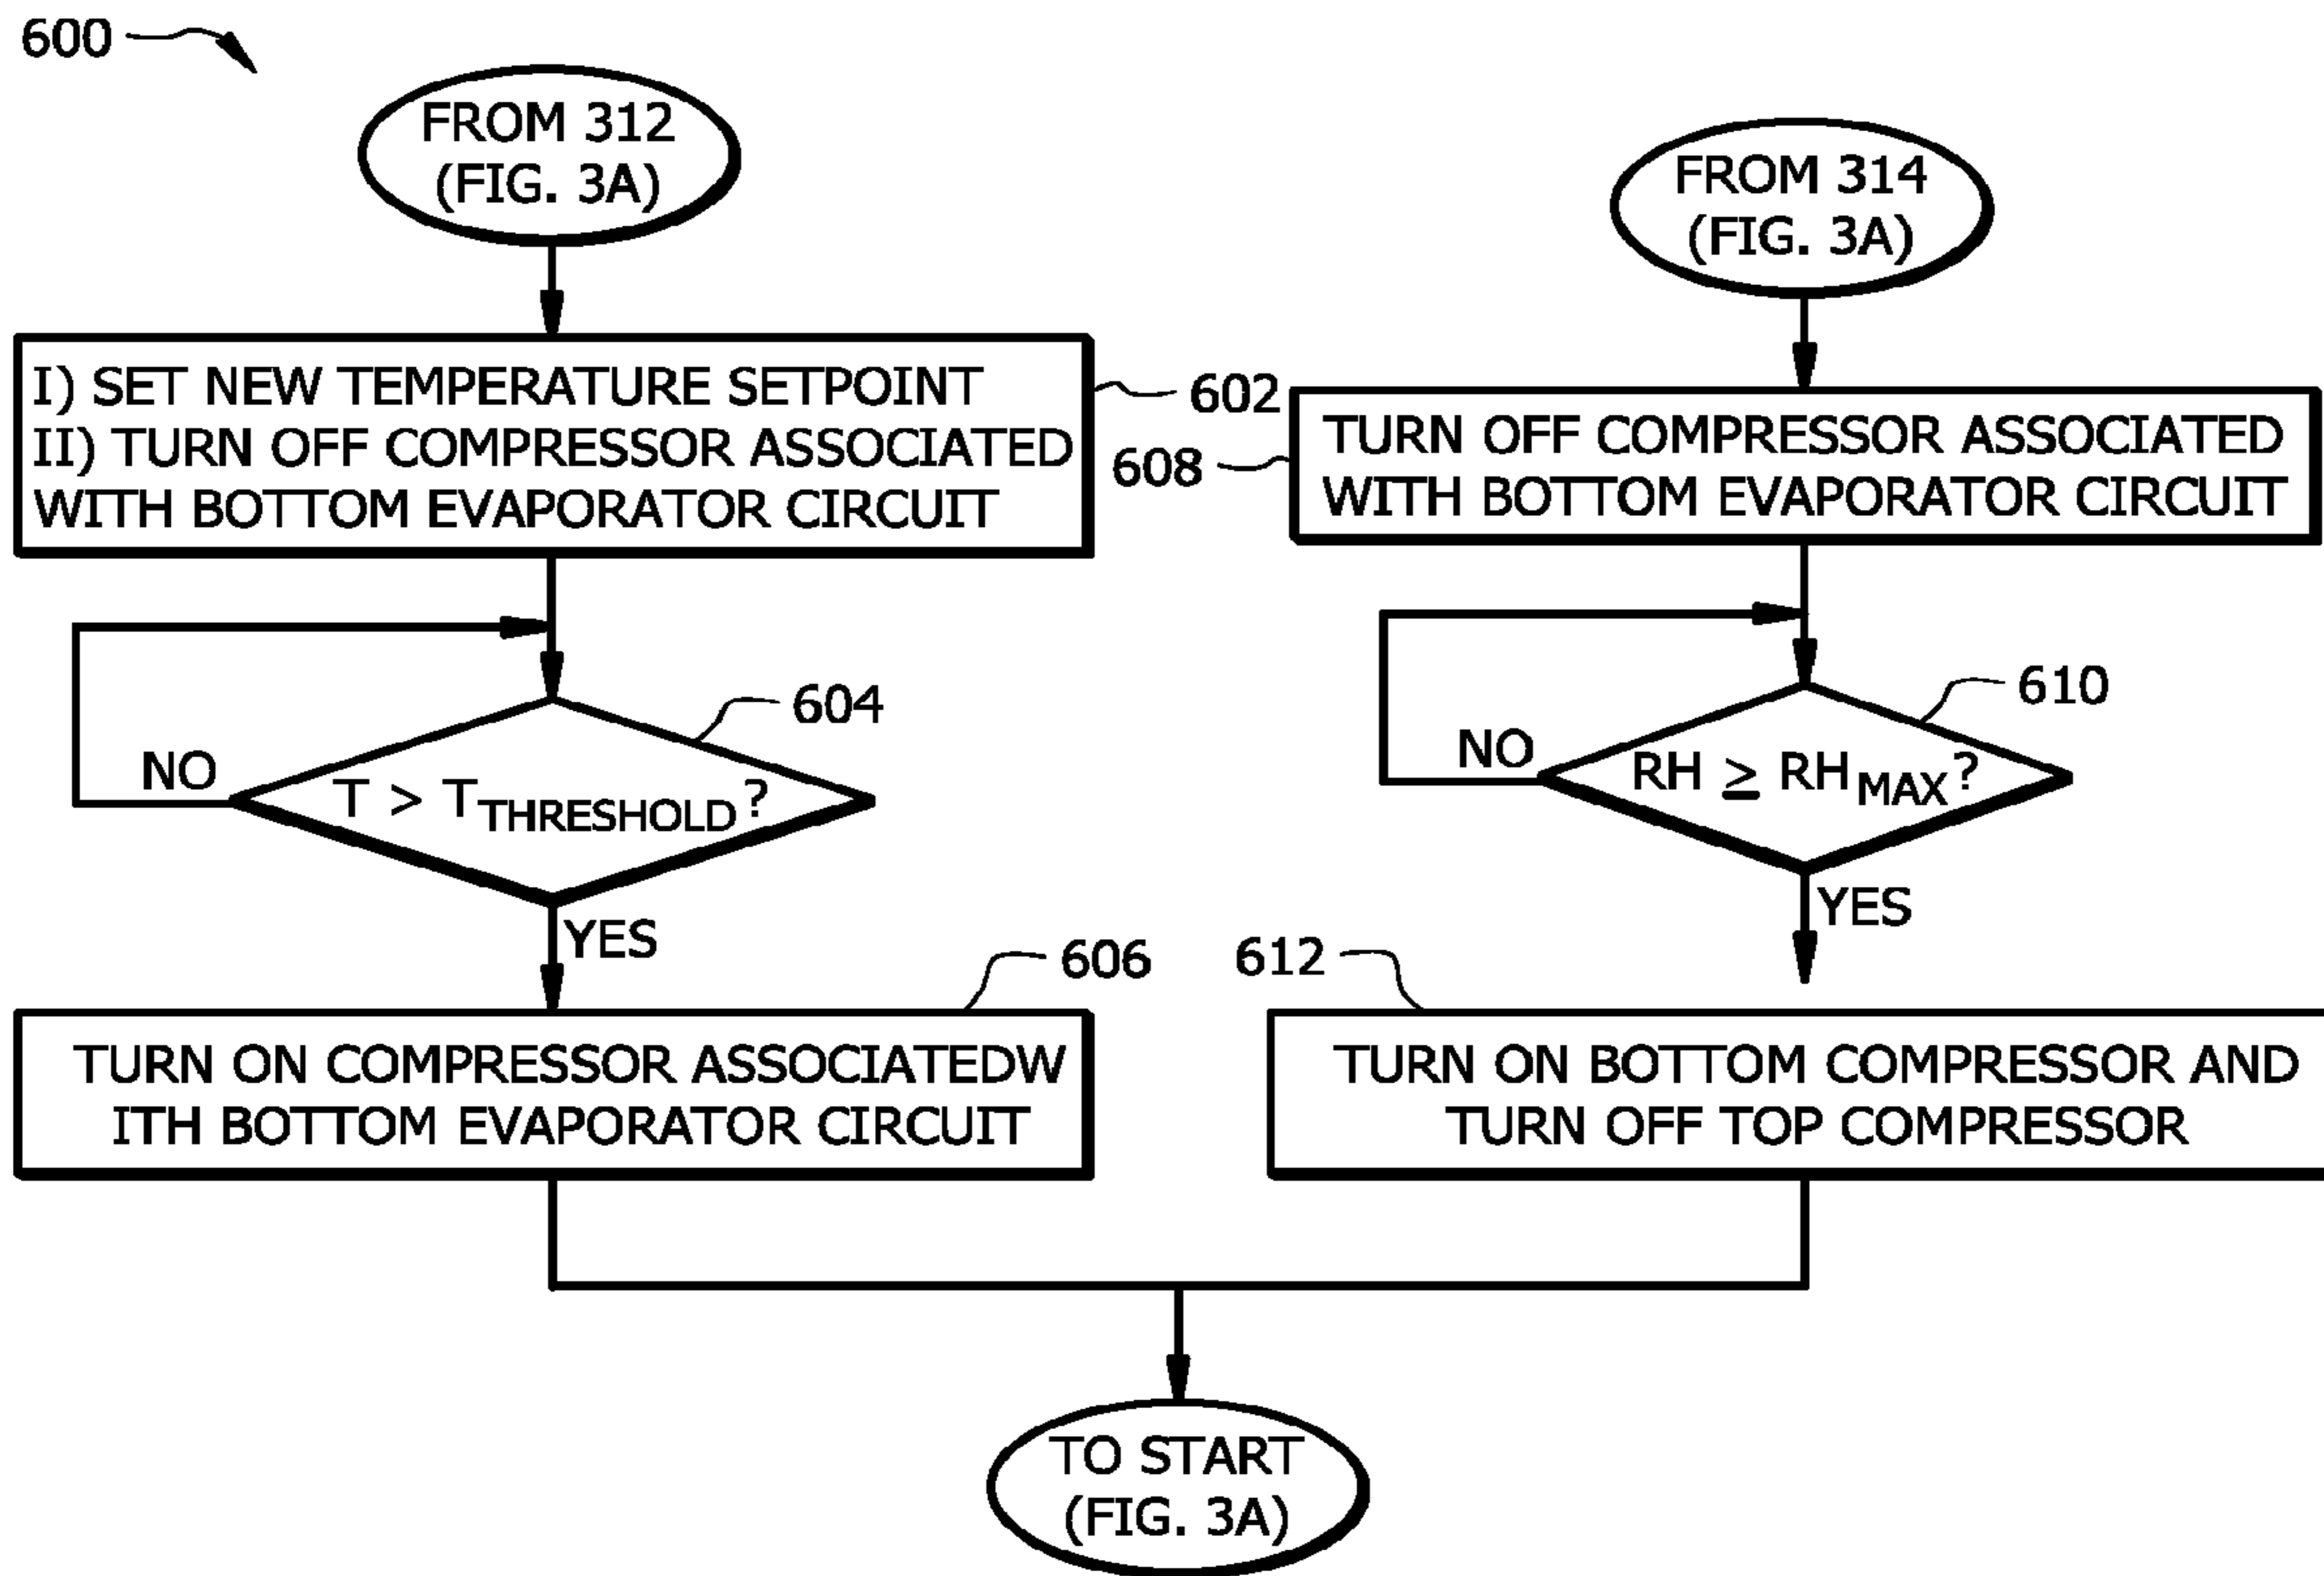 600
FROM 312
(FIG. 3A)
I) SET NEW TEMPERATURE SETPOINT
II) TURN OFF COMPRESSOR ASSOCIATED
WITH BOTTOM EVAPORATOR CIRCUIT
602
NO
T > T THRESHOLD ?
604
YES
606
TURN ON COMPRESSOR ASSOCIATEDW
ITH BOTTOM EVAPORATOR CIRCUIT
FROM 314
(FIG. 3A)
608
TURN OFF COMPRESSOR ASSOCIATED
WITH BOTTOM EVAPORATOR CIRCUIT
NO
RH ≥ RH MAX ?
610
YES
612
TURN ON BOTTOM COMPRESSOR AND
TURN OFF TOP COMPRESSOR
TO START
(FIG. 3A)